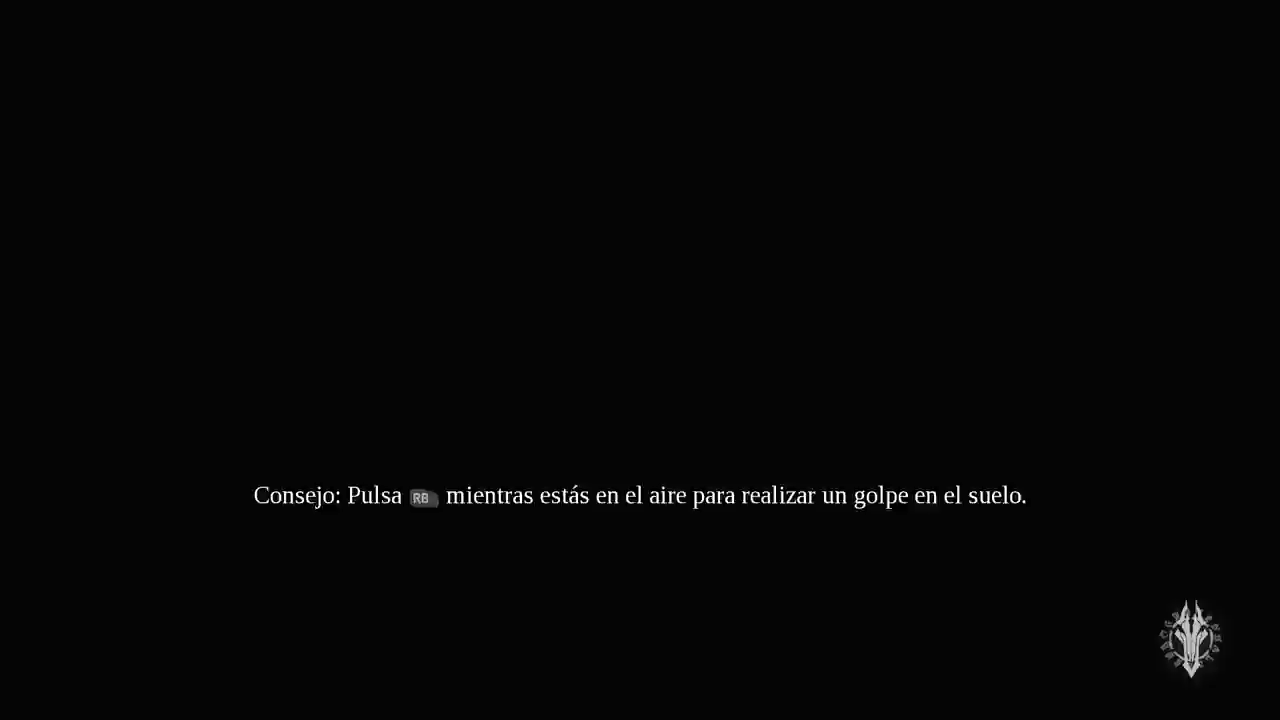 Consejo: Pulsa RB mientras estás en el aire para realizar un golpe en el suelo.